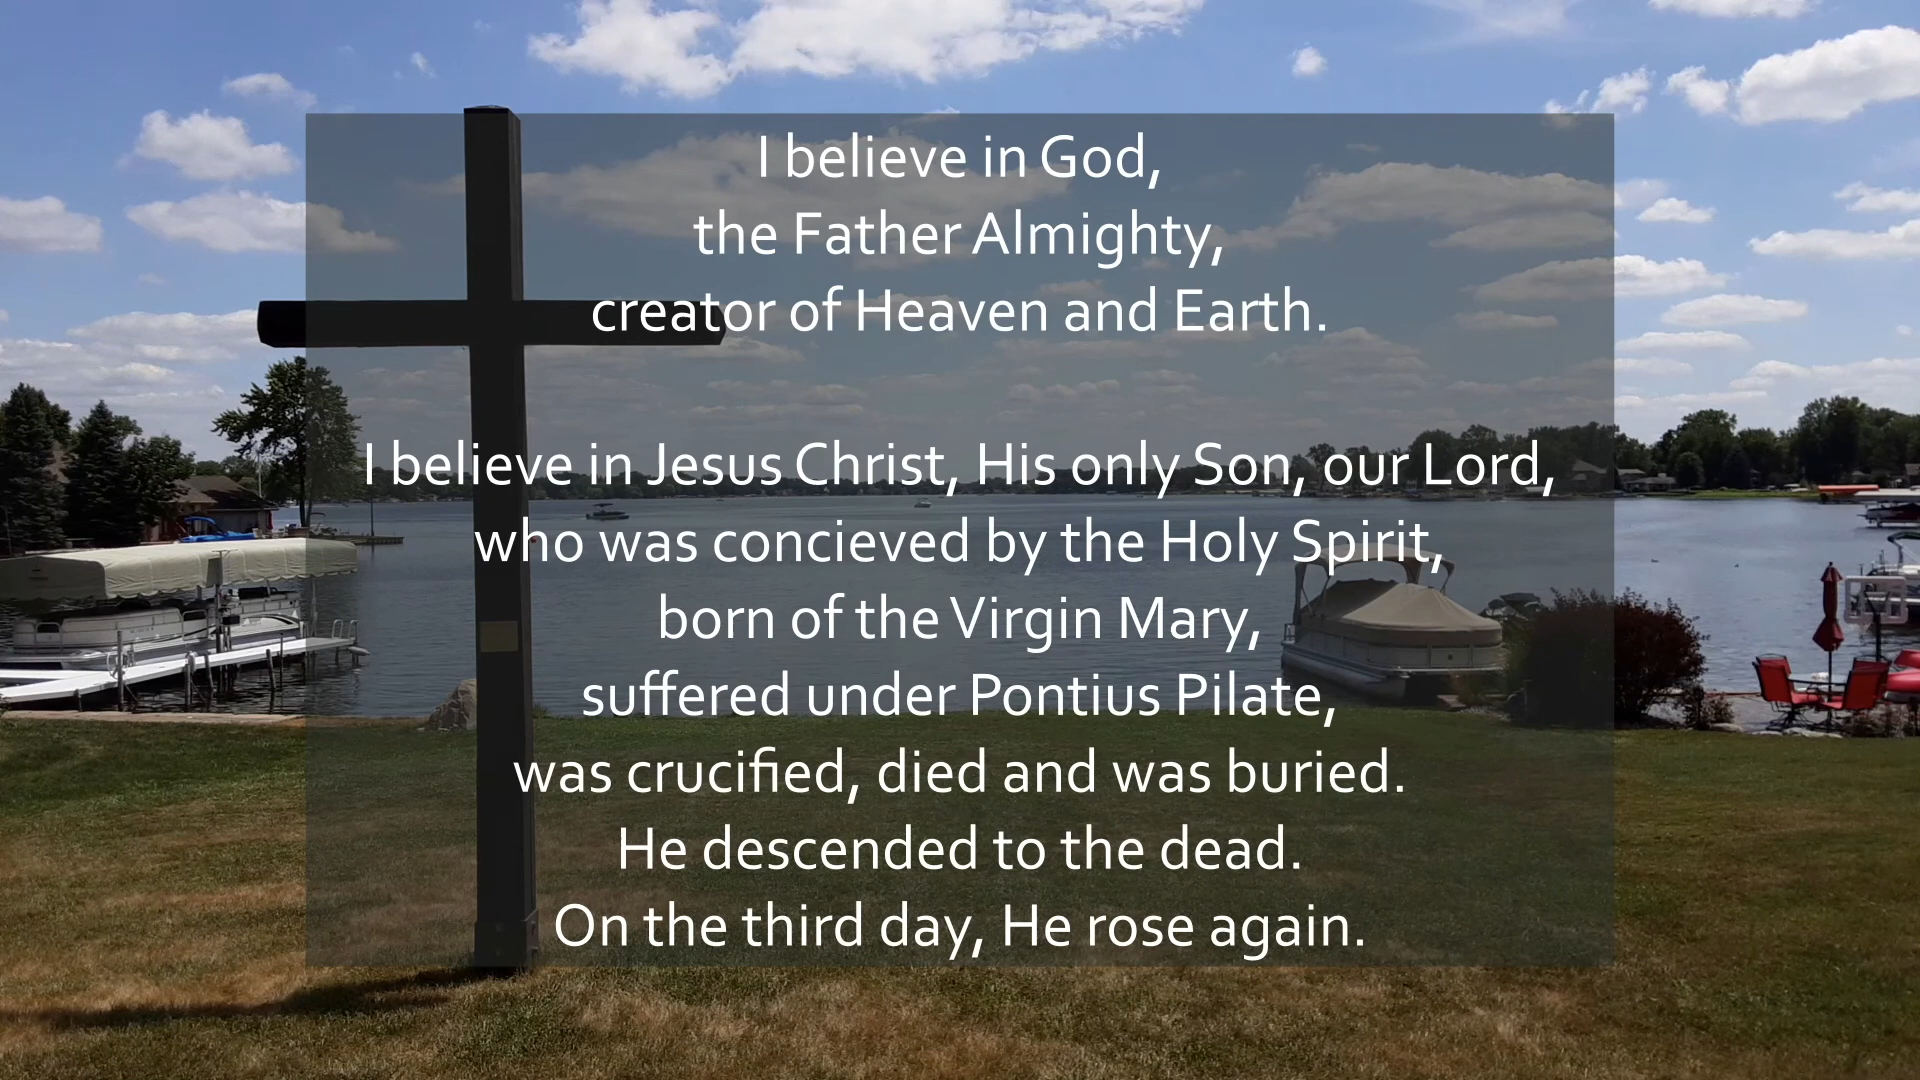 I believe in God,
the Father Almighty,
creator of Heaven and Earth.
I believe in Jesus Christ, His only Son, our Lord,
who was concieved by the Holy Spirit,
born of the Virgin Mary,
suffered under Pontius Pilate,
was crucified, died and was buried.
He descended to the dead.
On the third day, He rose again.